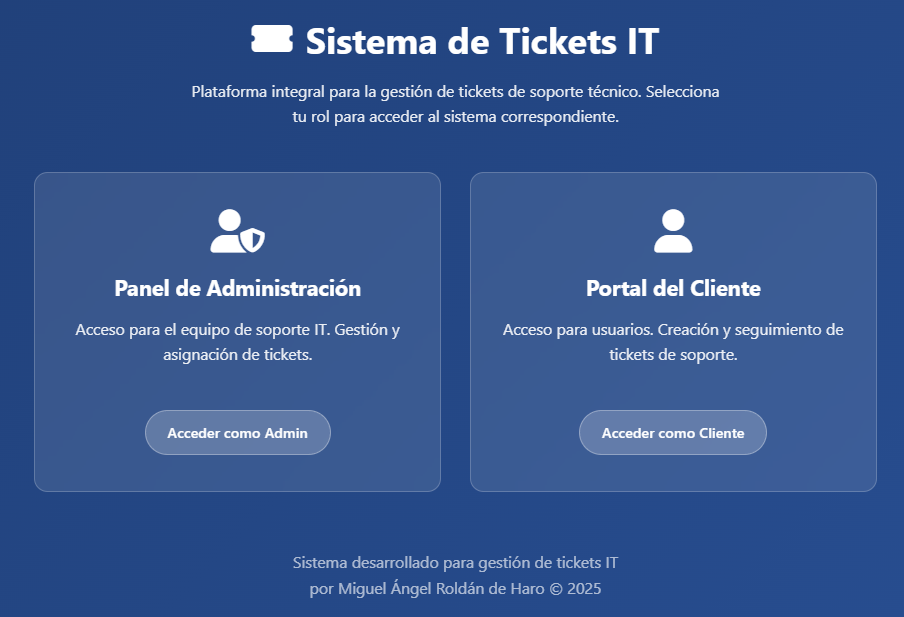 Sistema de Tickets IT
Plataforma integral para la gestión de tickets de soporte técnico. Selecciona
tu rol para acceder al sistema correspondiente.
Panel de Administración
Acceso para el equipo de soporte IT. Gestión y
asignación de tickets.
Acceder como Admin
Portal del Cliente
Acceso para usuarios. Creación y seguimiento de
tickets de soporte.
Acceder como Cliente
Sistema desarrollado para gestión de tickets IT
por Miguel Ángel Roldán de Haro © 2025